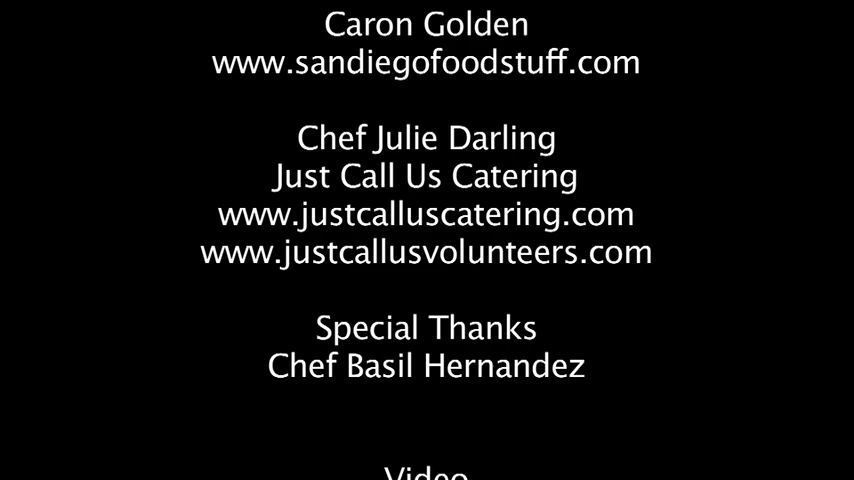 Caron Golden
www.sandiegofoodstuff.com
Chef Julie Darling
Just Call Us Catering
www.justcalluscatering.com
www.justcallusvolunteers.com
Special Thanks
Chef Basil Hernandez
Video